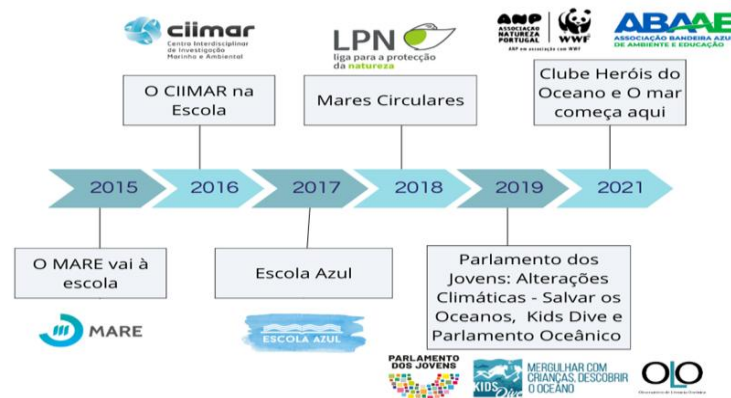 ciimar
Centro Interdisciplinar
de Investigação
Marinha e Ambiental
LPN
liga para a protecção
da natureza
ANP
ASSOCIAÇÃO
NATUREZA
PORTUGAL
WWF
ANP em associação com WWF
ABAAE
ASSOCIAÇÃO BANDEIRA AZUL
DE AMBIENTE E EDUCAÇÃO
O CIIMAR na
Escola
Mares Circulares
Clube Heróis do
Oceano e O mar
começa aqui
2015
2016
2017
2018
2019
2021
O MARE vai à
escola
MARE
Escola Azul
ESCOLA AZUL
Parlamento dos
Jovens: Alterações
Climáticas - Salvar os
Oceanos, Kids Dive e
Parlamento Oceânico
PARLAMENTO
DOS JOVENS
KIDS
Dive
MERGULHAR COM
CRIANÇAS, DESCOBRIR
O OCEANO
OLO